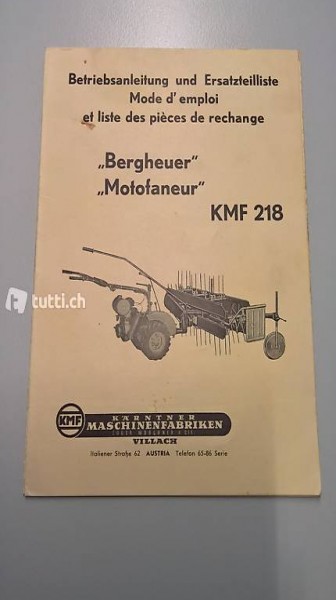 Betriebsanleitung und Ersatzteilliste
Mode d'emploi
et liste des pièces de rechange
„Bergheuer"
„Motofaneur"
KMF 218
tutti.ch
KMF
KÄRNTNER
MASCHINENFABRIKEN
VILLACH
Italiener Straße 62 AUSTRIA Telefon 65-86 Serie